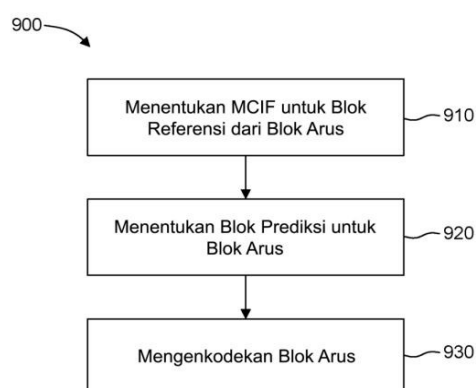 900
Menentukan MCIF untuk Blok
Referensi dari Blok Arus
910
Menentukan Blok Prediksi untuk
Blok Arus
920
Mengenkodekan Blok Arus
930